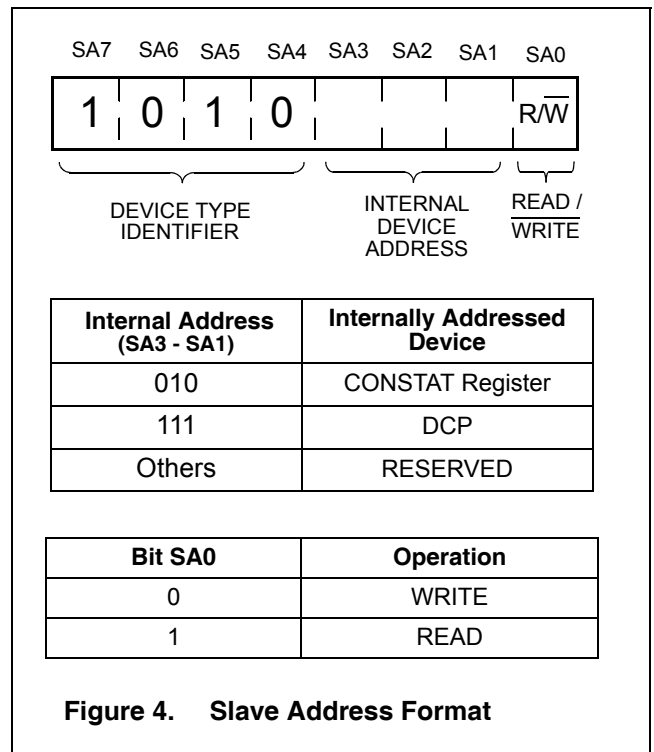 SA7 SA6 SA5 SA4 SA3 SA2 SA1 SA0
1 0 1 0 R/W̅
DEVICE TYPE IDENTIFIER
INTERNAL DEVICE ADDRESS
READ / W̅R̅I̅T̅E̅
Internal Address (SA3 - SA1) Internally Addressed Device
010 CONSTAT Register
111 DCP
Others RESERVED
Bit SA0 Operation
0 WRITE
1 READ
Figure 4. Slave Address Format